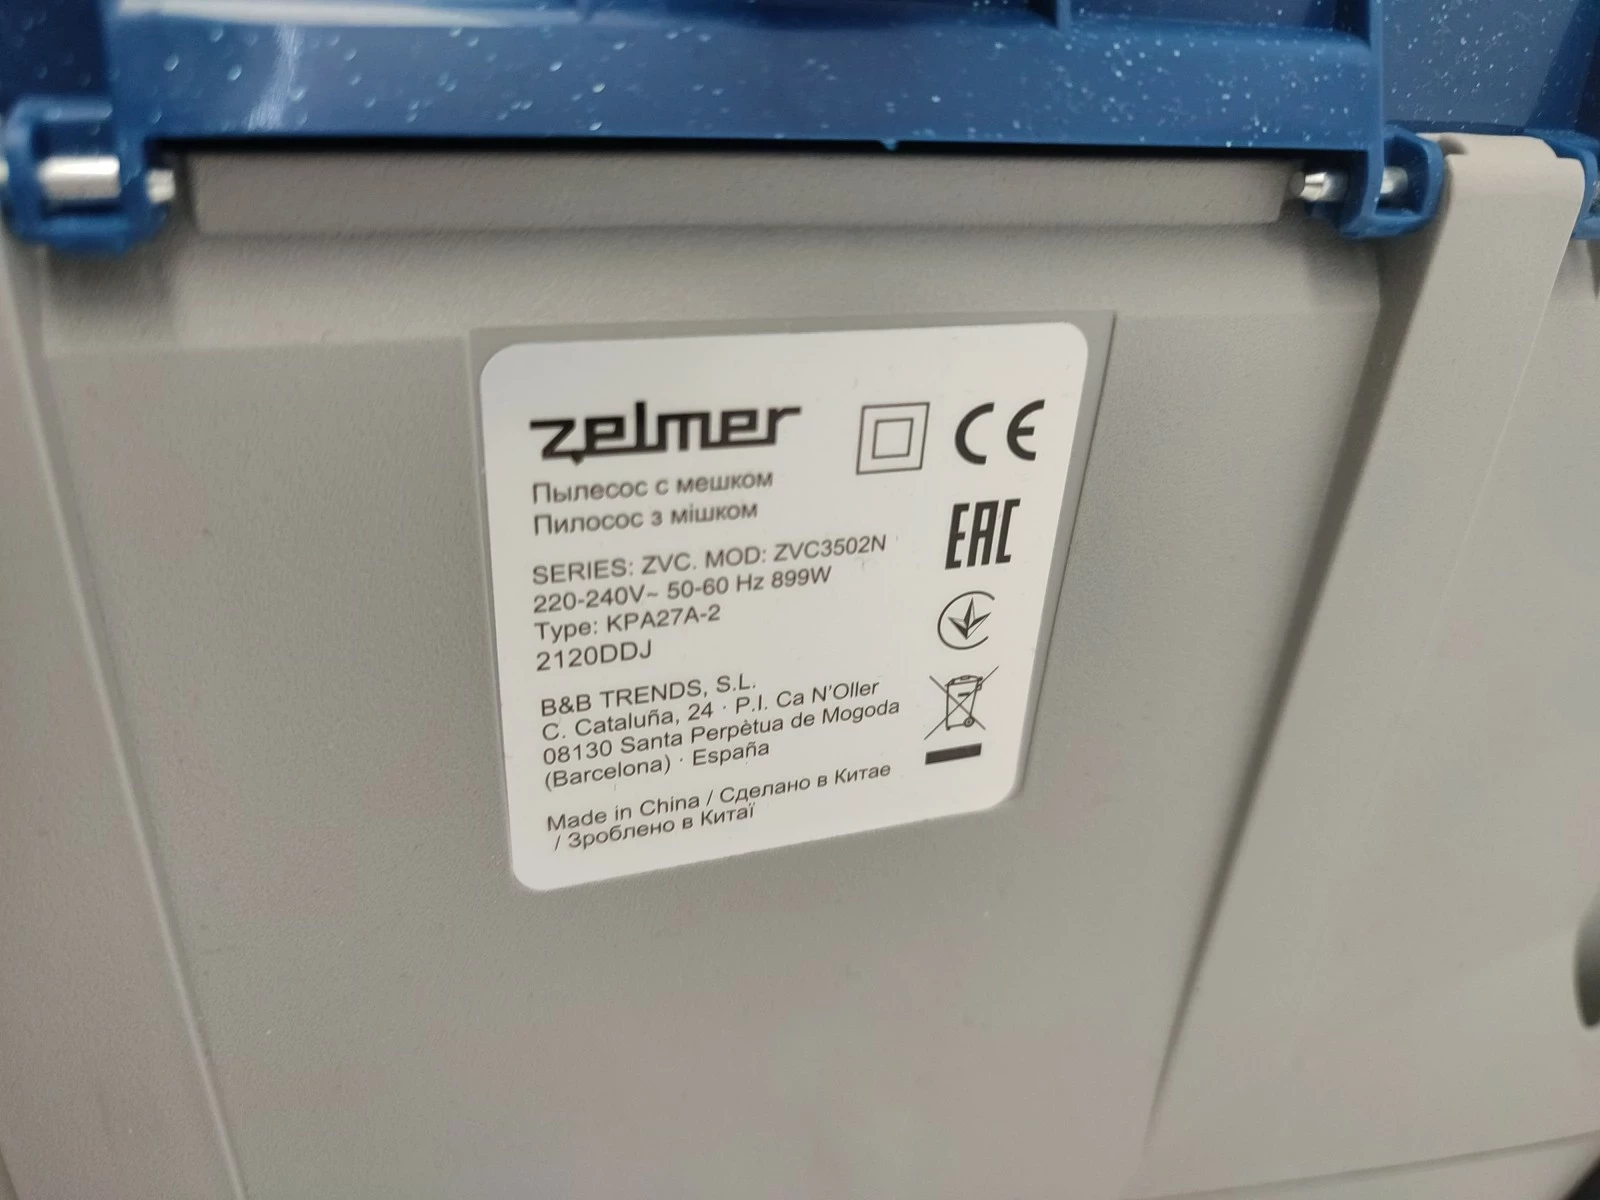 zelmer
Пылесос с мешком
Пилосос з мішком
SERIES: ZVC. MOD: ZVC3502N
220-240V~ 50-60 Hz 899W
Type: KPA27A-2
2120DDJ
B&B TRENDS, S.L.
C. Cataluña, 24 · P.I. Ca N'Oller
08130 Santa Perpètua de Mogoda
(Barcelona) · España
Made in China / Сделано в Китае
/ Зроблено в Китаї
CE
EAC